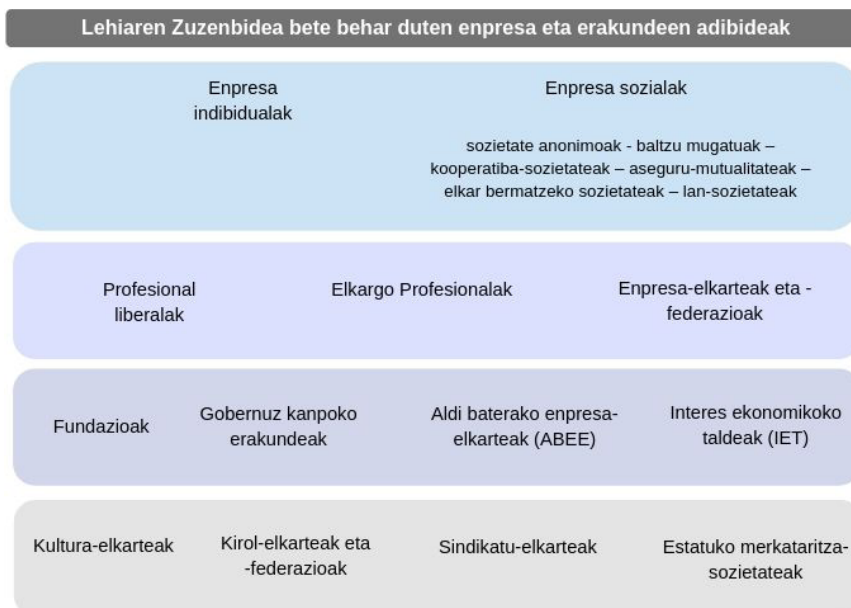 Lehiaren Zuzenbidea bete behar duten enpresa eta erakundeen adibideak
Enpresa
indibidualak
Enpresa sozialak
sozietate anonimoak - baltzu mugatuak –
kooperatiba-sozietateak – aseguru-mutualitateak –
elkar bermatzeko sozietateak – lan-sozietateak
Profesional
liberalak
Elkargo Profesionalak
Enpresa-elkarteak eta -
federazioak
Fundazioak
Gobernuz kanpoko
erakundeak
Aldi baterako enpresa-
elkarteak (ABEE)
Interes ekonomikoko
taldeak (IET)
Kultura-elkarteak
Kirol-elkarteak eta
-federazioak
Sindikatu-elkarteak
Estatuko merkataritza-
sozietateak